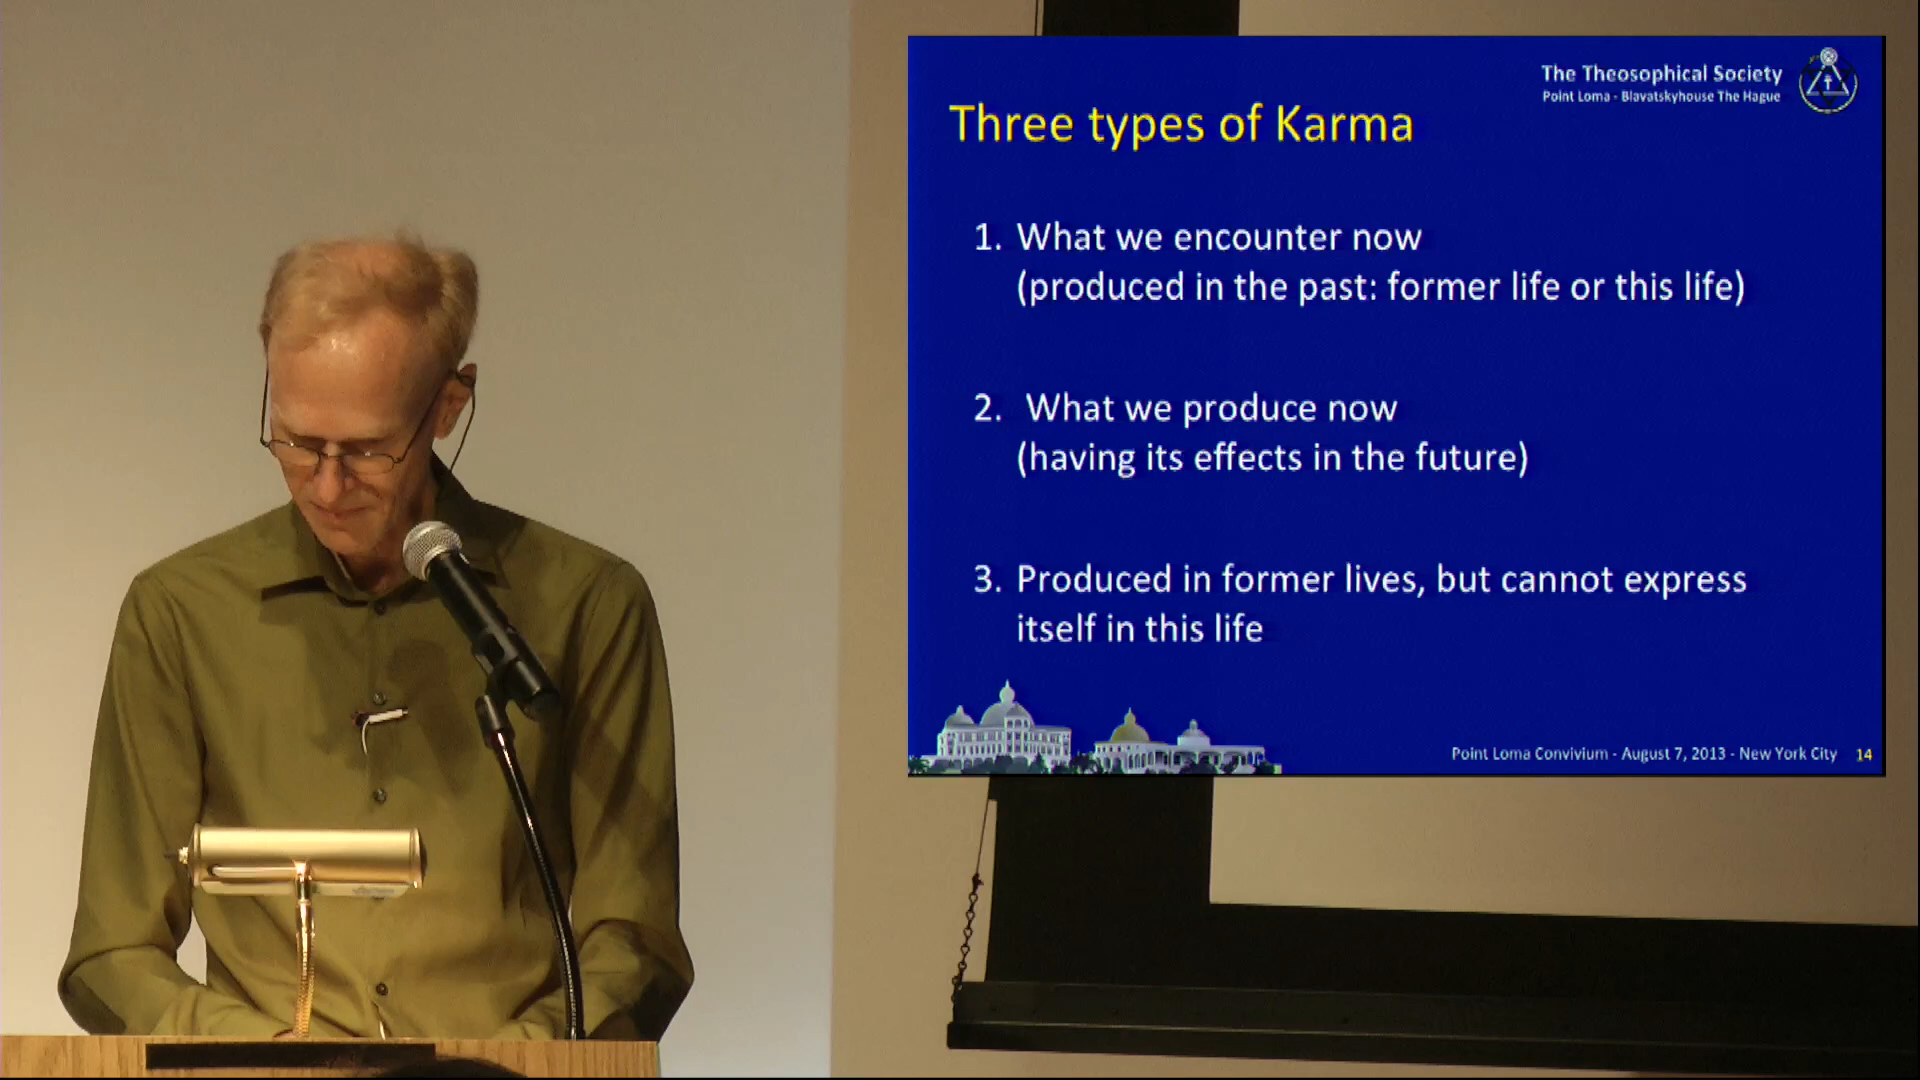 The Theosophical Society
Point Loma - Blavatskyhouse The Hague
Three types of Karma
1. What we encounter now
(produced in the past: former life or this life)
2. What we produce now
(having its effects in the future)
3. Produced in former lives, but cannot express
itself in this life
Point Loma Convivium - August 7, 2013 - New York City 14